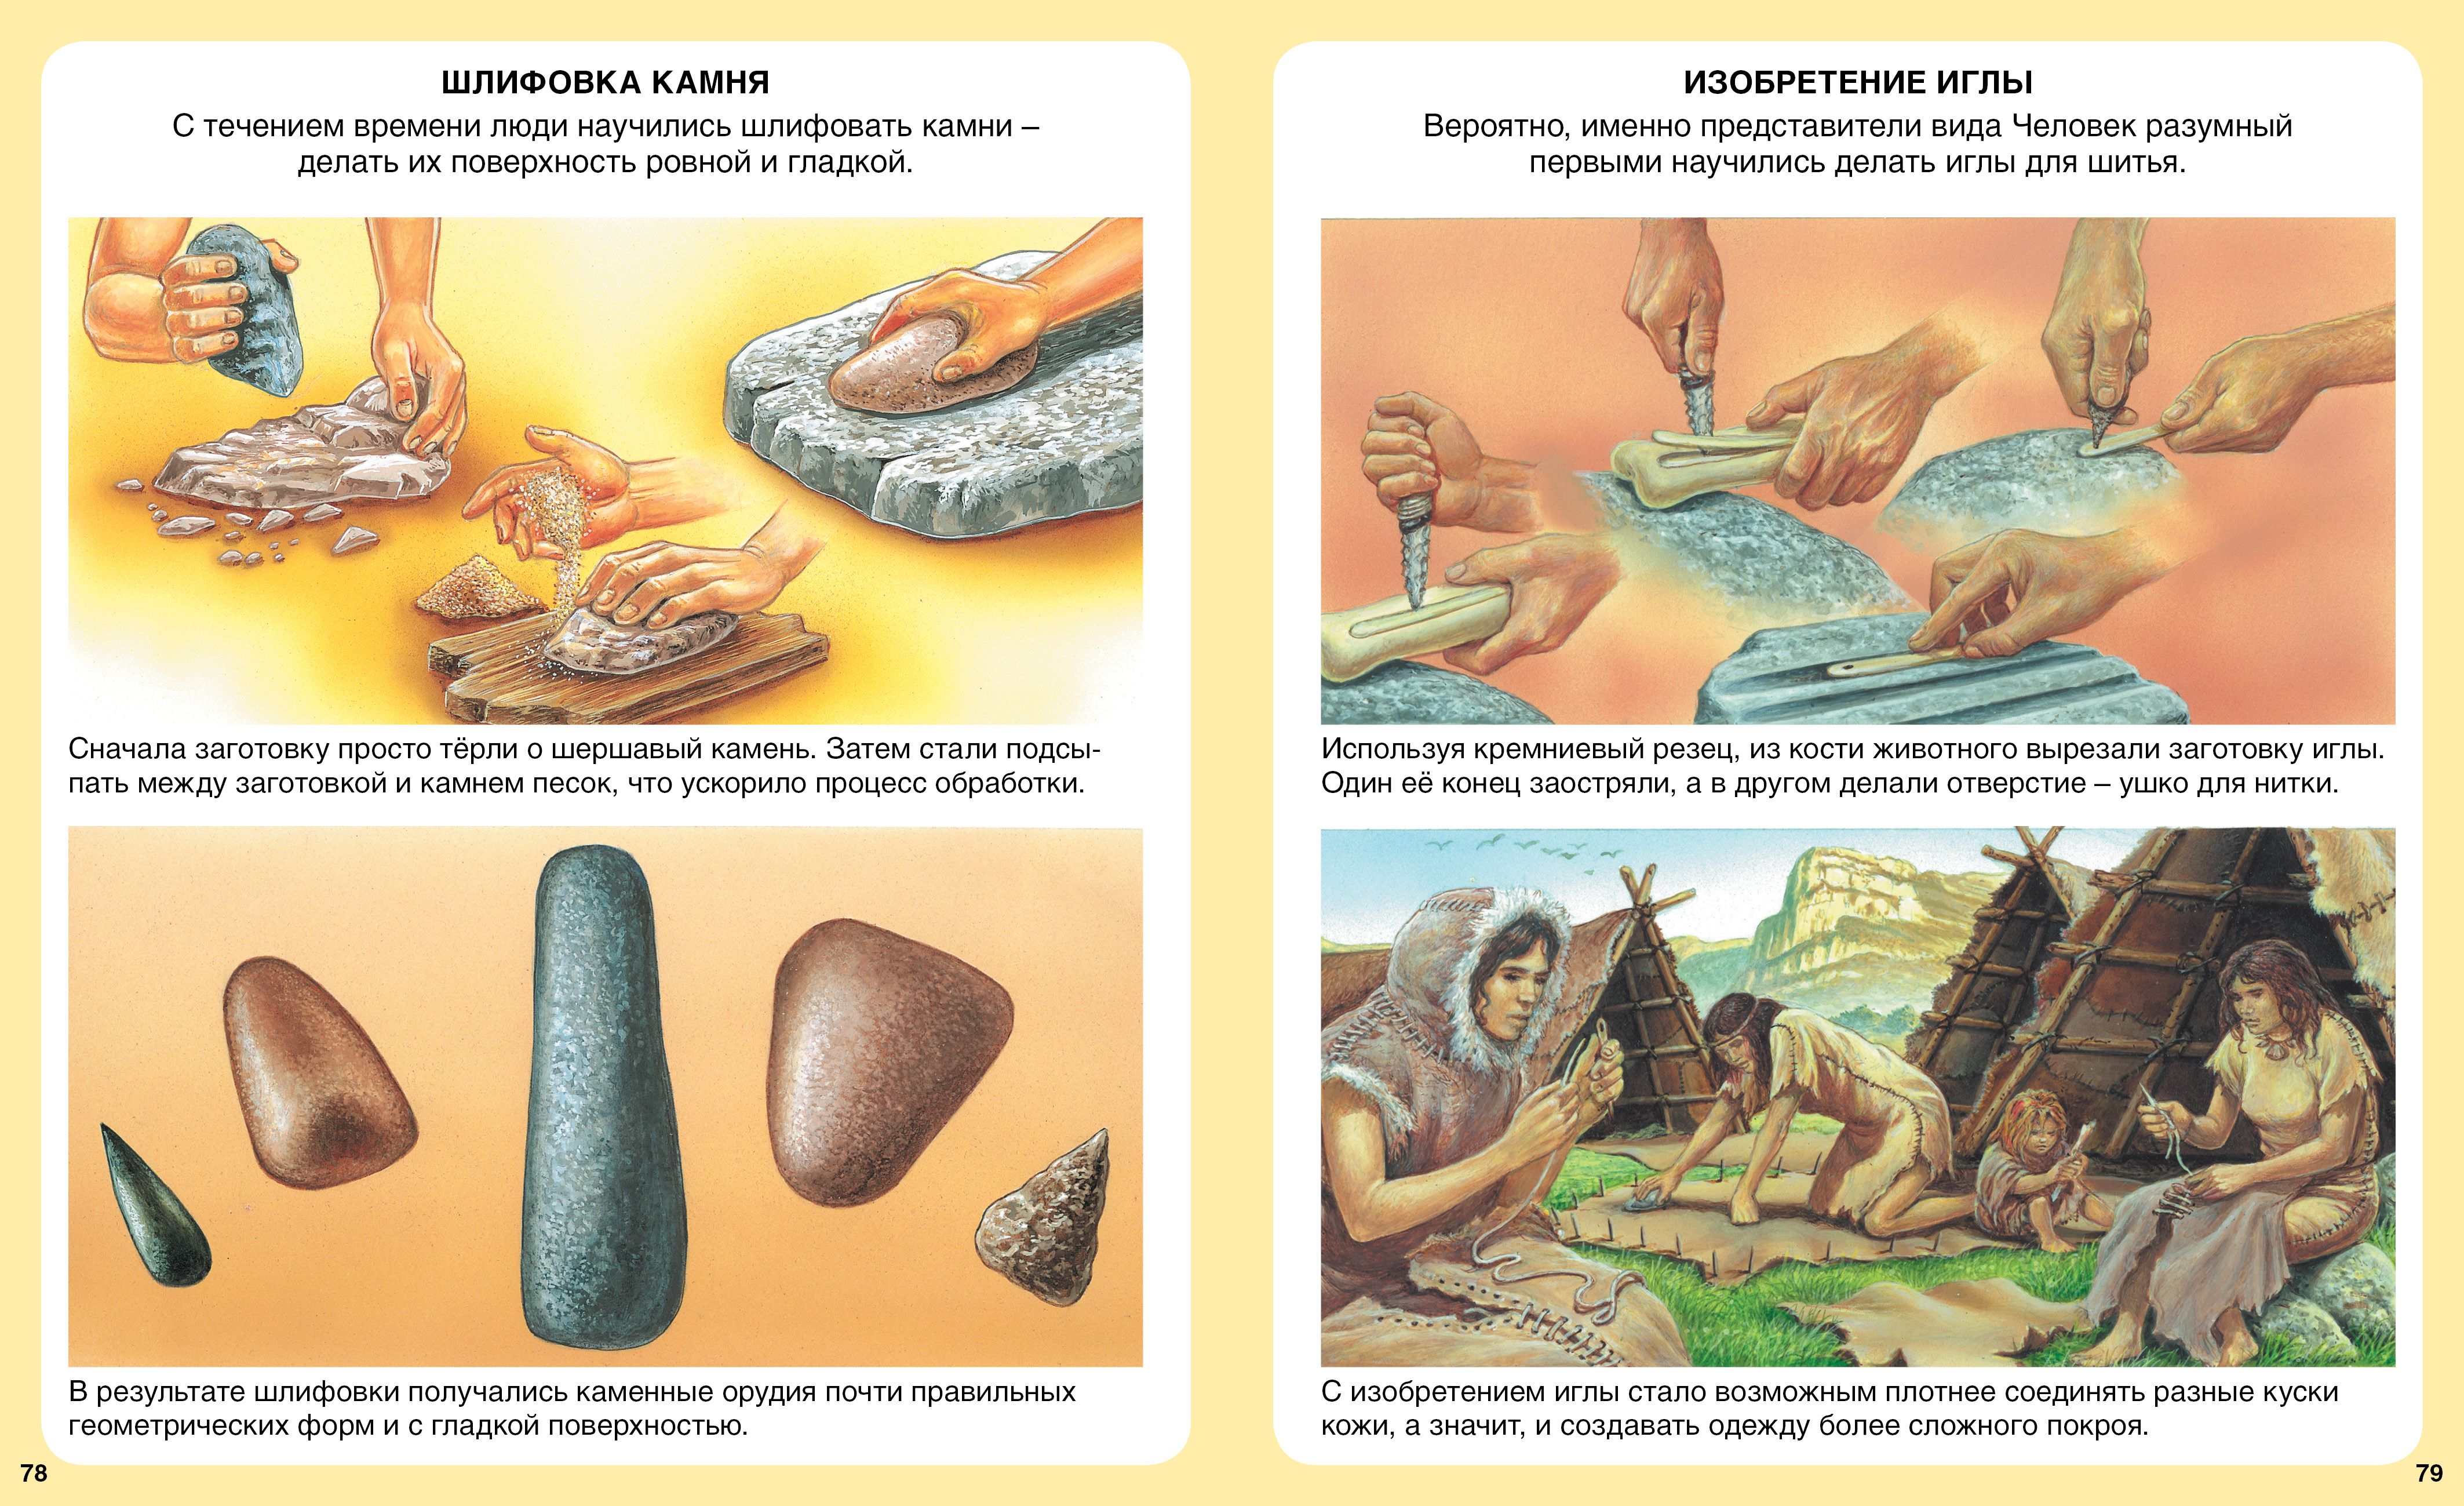 ШЛИФОВКА КАМНЯ
С течением времени люди научились шлифовать камни –
делать их поверхность ровной и гладкой.
Сначала заготовку просто тёрли о шершавый камень. Затем стали подсы-
пать между заготовкой и камнем песок, что ускорило процесс обработки.
В результате шлифовки получались каменные орудия почти правильных
геометрических форм и с гладкой поверхностью.
78
ИЗОБРЕТЕНИЕ ИГЛЫ
Вероятно, именно представители вида Человек разумный
первыми научились делать иглы для шитья.
Используя кремниевый резец, из кости животного вырезали заготовку иглы.
Один её конец заостряли, а в другом делали отверстие – ушко для нитки.
С изобретением иглы стало возможным плотнее соединять разные куски
кожи, а значит, и создавать одежду более сложного покроя.
79